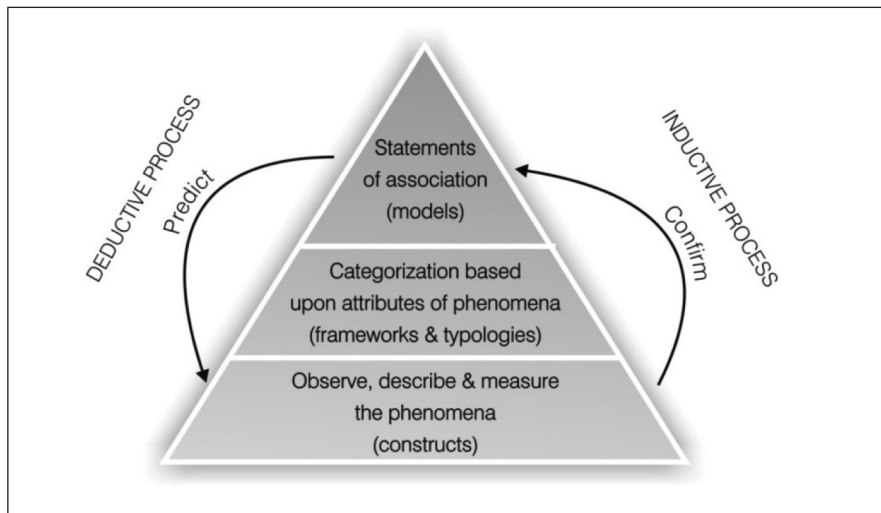 DEDUCTIVE PROCESS
Predict
Statements
of association
(models)
Categorization based
upon attributes of phenomena
(frameworks & typologies)
Observe, describe & measure
the phenomena
(constructs)
Confirm
INDUCTIVE PROCESS